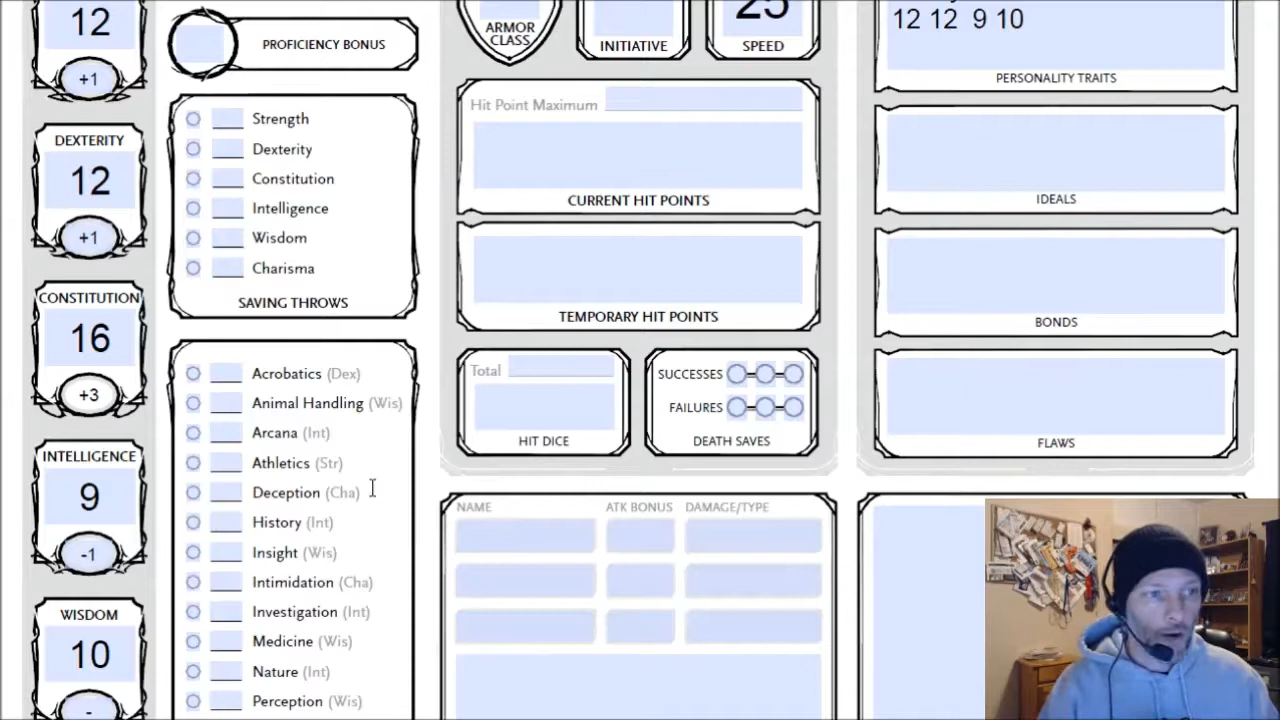 12
+1
DEXTERITY
12
+1
CONSTITUTION
16
+3
INTELLIGENCE
9
-1
WISDOM
10
-
PROFICIENCY BONUS
Strength
Dexterity
Constitution
Intelligence
Wisdom
Charisma
SAVING THROWS
Acrobatics (Dex)
Animal Handling (Wis)
Arcana (Int)
Athletics (Str)
Deception (Cha)
History (Int)
Insight (Wis)
Intimidation (Cha)
Investigation (Int)
Medicine (Wis)
Nature (Int)
Perception (Wis)
ARMOR
CLASS
INITIATIVE
25
SPEED
Hit Point Maximum
CURRENT HIT POINTS
TEMPORARY HIT POINTS
Total
HIT DICE
SUCCESSES
FAILURES
DEATH SAVES
NAME ATK BONUS DAMAGE/TYPE
12 12 9 10
PERSONALITY TRAITS
IDEALS
BONDS
FLAWS